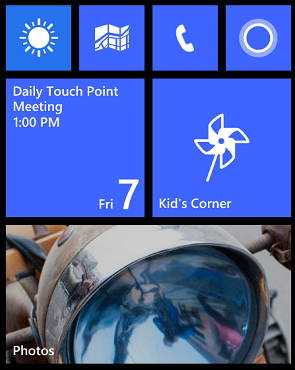 Daily Touch Point
Meeting
1:00 PM
Fri 7
Kid's Corner
Photos